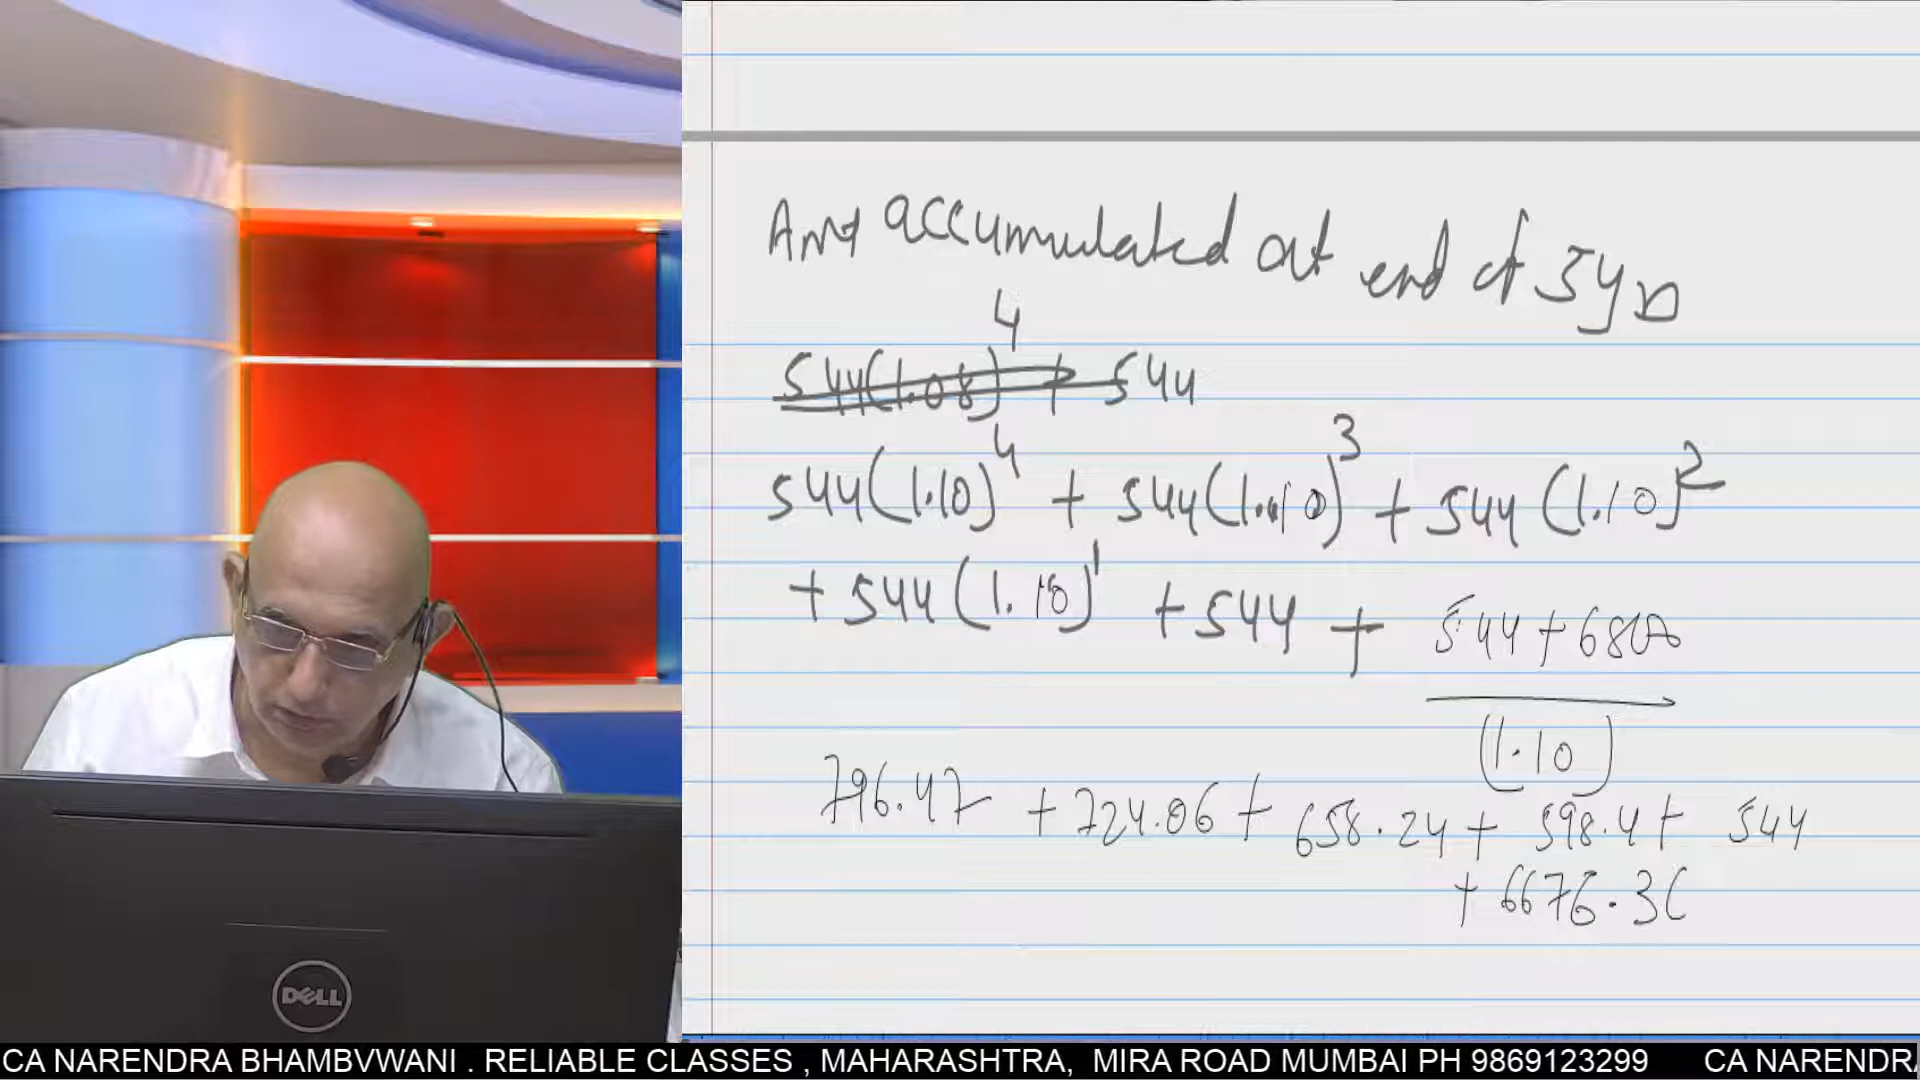 Amt accumulated at end of 5 yrs
544(1.08)^4 + 544
544(1.10)^4 + 544(1.10)^3 + 544(1.10)^2
+ 544(1.10)^1 + 544 + 544 + 6800
(1.10)
796.47 + 724.06 + 658.24 + 598.4 + 544
+ 6676.36
DELL
CA NARENDRA BHAMBVWANI . RELIABLE CLASSES , MAHARASHTRA, MIRA ROAD MUMBAI PH 9869123299 CA NARENDRA